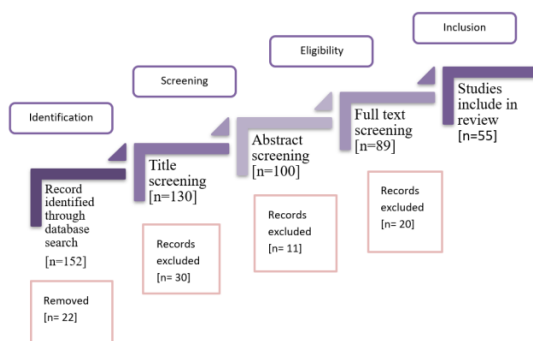 Identification
Screening
Eligibility
Inclusion
Record
identified
through
database
search
[n=152]
Title
screening
[n=130]
Abstract
screening
[n=100]
Full text
screening
[n=89]
Studies
include in
review
[n=55]
Removed
[n= 22]
Records
excluded
[n= 30]
Records
excluded
[n= 11]
Records
excluded
[n= 20]